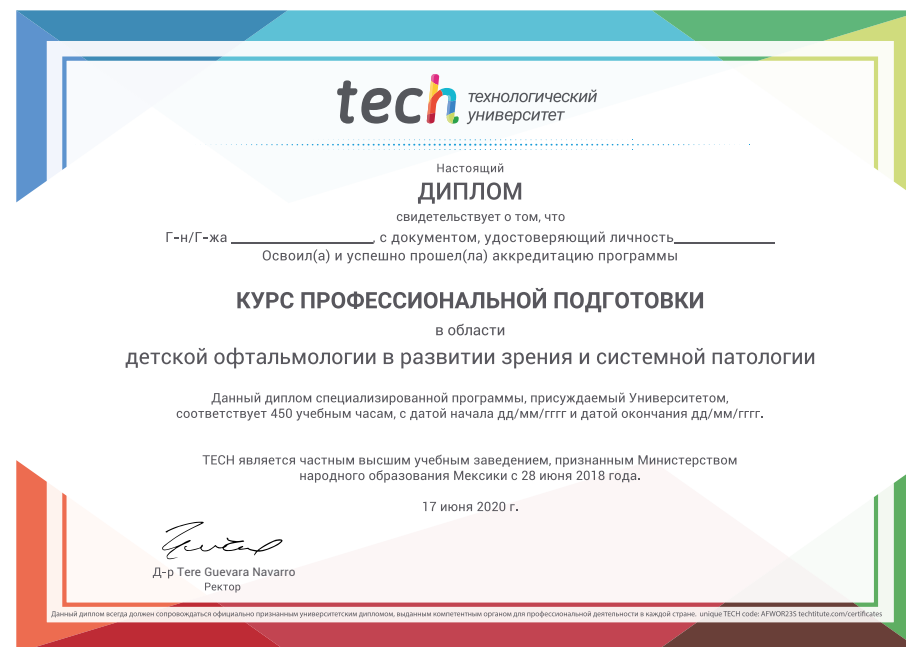 tech технологический
университет
Настоящий
ДИПЛОМ
свидетельствует о том, что
Г-н/Г-жа ____________________, с документом, удостоверяющий личность______________
Освоил(а) и успешно прошел(ла) аккредитацию программы
КУРС ПРОФЕССИОНАЛЬНОЙ ПОДГОТОВКИ
в области
детской офтальмологии в развитии зрения и системной патологии
Данный диплом специализированной программы, присуждаемый Университетом,
соответствует 450 учебным часам, с датой начала дд/мм/гггг и датой окончания дд/мм/гггг.
TECH является частным высшим учебным заведением, признанным Министерством
народного образования Мексики с 28 июня 2018 года.
17 июня 2020 г.
Д-р Tere Guevara Navarro
Ректор
Данный диплом всегда должен сопровождаться официально признанным университетским дипломом, выданным компетентным органом для профессиональной деятельности в каждой стране. unique TECH code: AFWOR23S techtitute.com/certificates